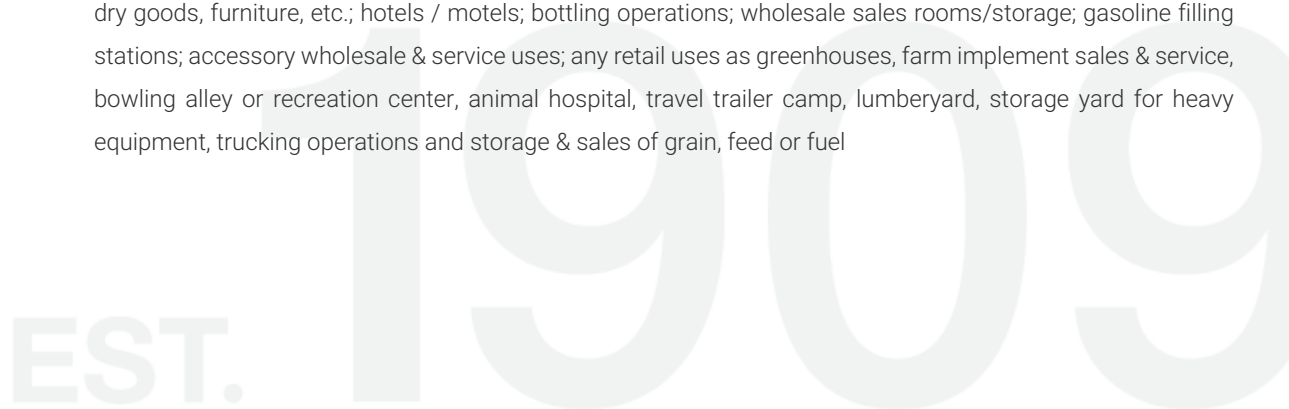 dry goods, furniture, etc.; hotels / motels; bottling operations; wholesale sales rooms/storage; gasoline filling
stations; accessory wholesale & service uses; any retail uses as greenhouses, farm implement sales & service,
bowling alley or recreation center, animal hospital, travel trailer camp, lumberyard, storage yard for heavy
equipment, trucking operations and storage & sales of grain, feed or fuel
EST. 1909